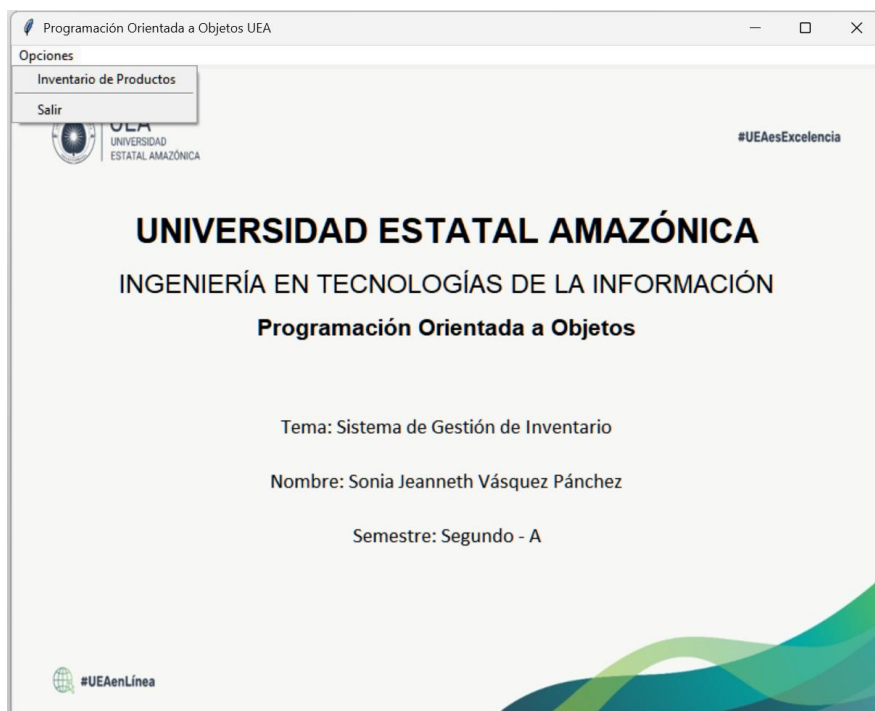 Programación Orientada a Objetos UEA
Opciones
Inventario de Productos
Salir
UEA
UNIVERSIDAD
ESTATAL AMAZÓNICA
#UEAesExcelencia
UNIVERSIDAD ESTATAL AMAZÓNICA
INGENIERÍA EN TECNOLOGÍAS DE LA INFORMACIÓN
Programación Orientada a Objetos
Tema: Sistema de Gestión de Inventario
Nombre: Sonia Jeanneth Vásquez Pánchez
Semestre: Segundo - A
#UEAenLínea